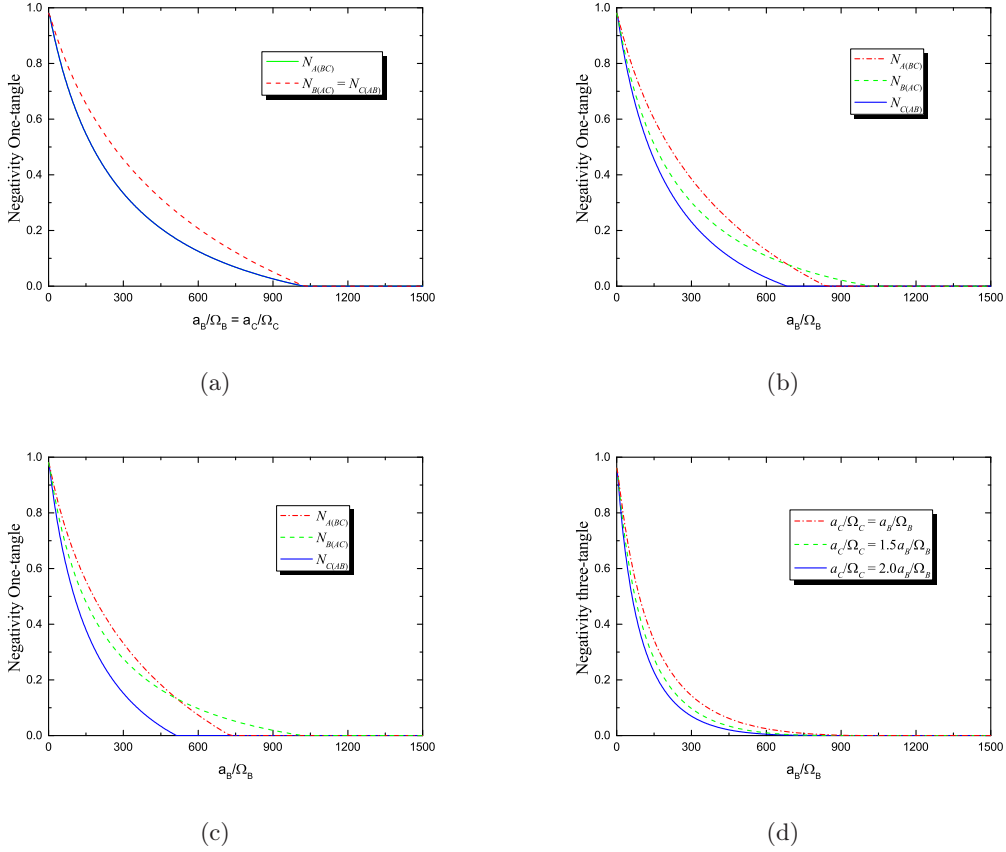 1.0
0.8
0.6
0.4
0.2
0.0
Negativity One-tangle
N_A(BC)
N_B(AC) = N_C(AB)
0 300 600 900 1200 1500
a_B/Ω_B = a_C/Ω_C
(a)
1.0
0.8
0.6
0.4
0.2
0.0
Negativity One-tangle
N_A(BC)
N_B(AC)
N_C(AB)
0 300 600 900 1200 1500
a_B/Ω_B
(b)
1.0
0.8
0.6
0.4
0.2
0.0
Negativity One-tangle
N_A(BC)
N_B(AC)
N_C(AB)
0 300 600 900 1200 1500
a_B/Ω_B
(c)
1.0
0.8
0.6
0.4
0.2
0.0
Negativity three-tangle
a_C/Ω_C = a_B/Ω_B
a_C/Ω_C = 1.5a_B/Ω_B
a_C/Ω_C = 2.0a_B/Ω_B
0 300 600 900 1200 1500
a_B/Ω_B
(d)